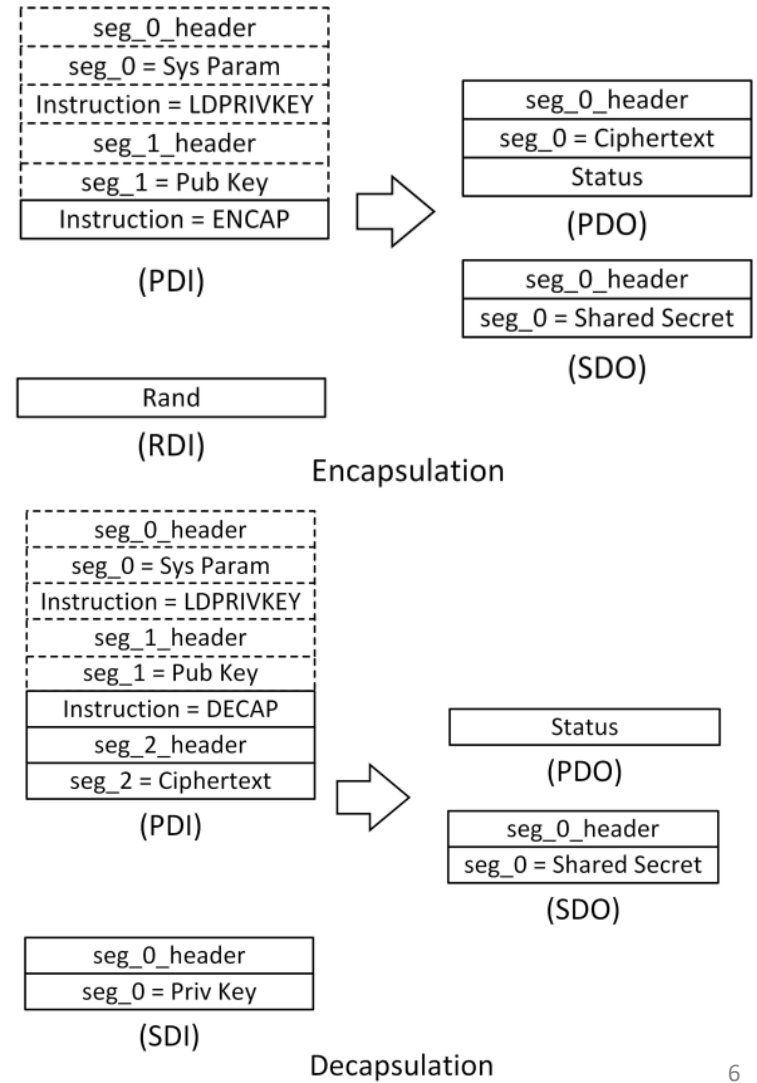 seg_0_header
seg_0 = Sys Param
Instruction = LDPRIVKEY
seg_1_header
seg_1 = Pub Key
Instruction = ENCAP
(PDI)
seg_0_header
seg_0 = Ciphertext
Status
(PDO)
seg_0_header
seg_0 = Shared Secret
(SDO)
Rand
(RDI)
Encapsulation
seg_0_header
seg_0 = Sys Param
Instruction = LDPRIVKEY
seg_1_header
seg_1 = Pub Key
Instruction = DECAP
seg_2_header
seg_2 = Ciphertext
(PDI)
Status
(PDO)
seg_0_header
seg_0 = Shared Secret
(SDO)
seg_0_header
seg_0 = Priv Key
(SDI)
Decapsulation
6